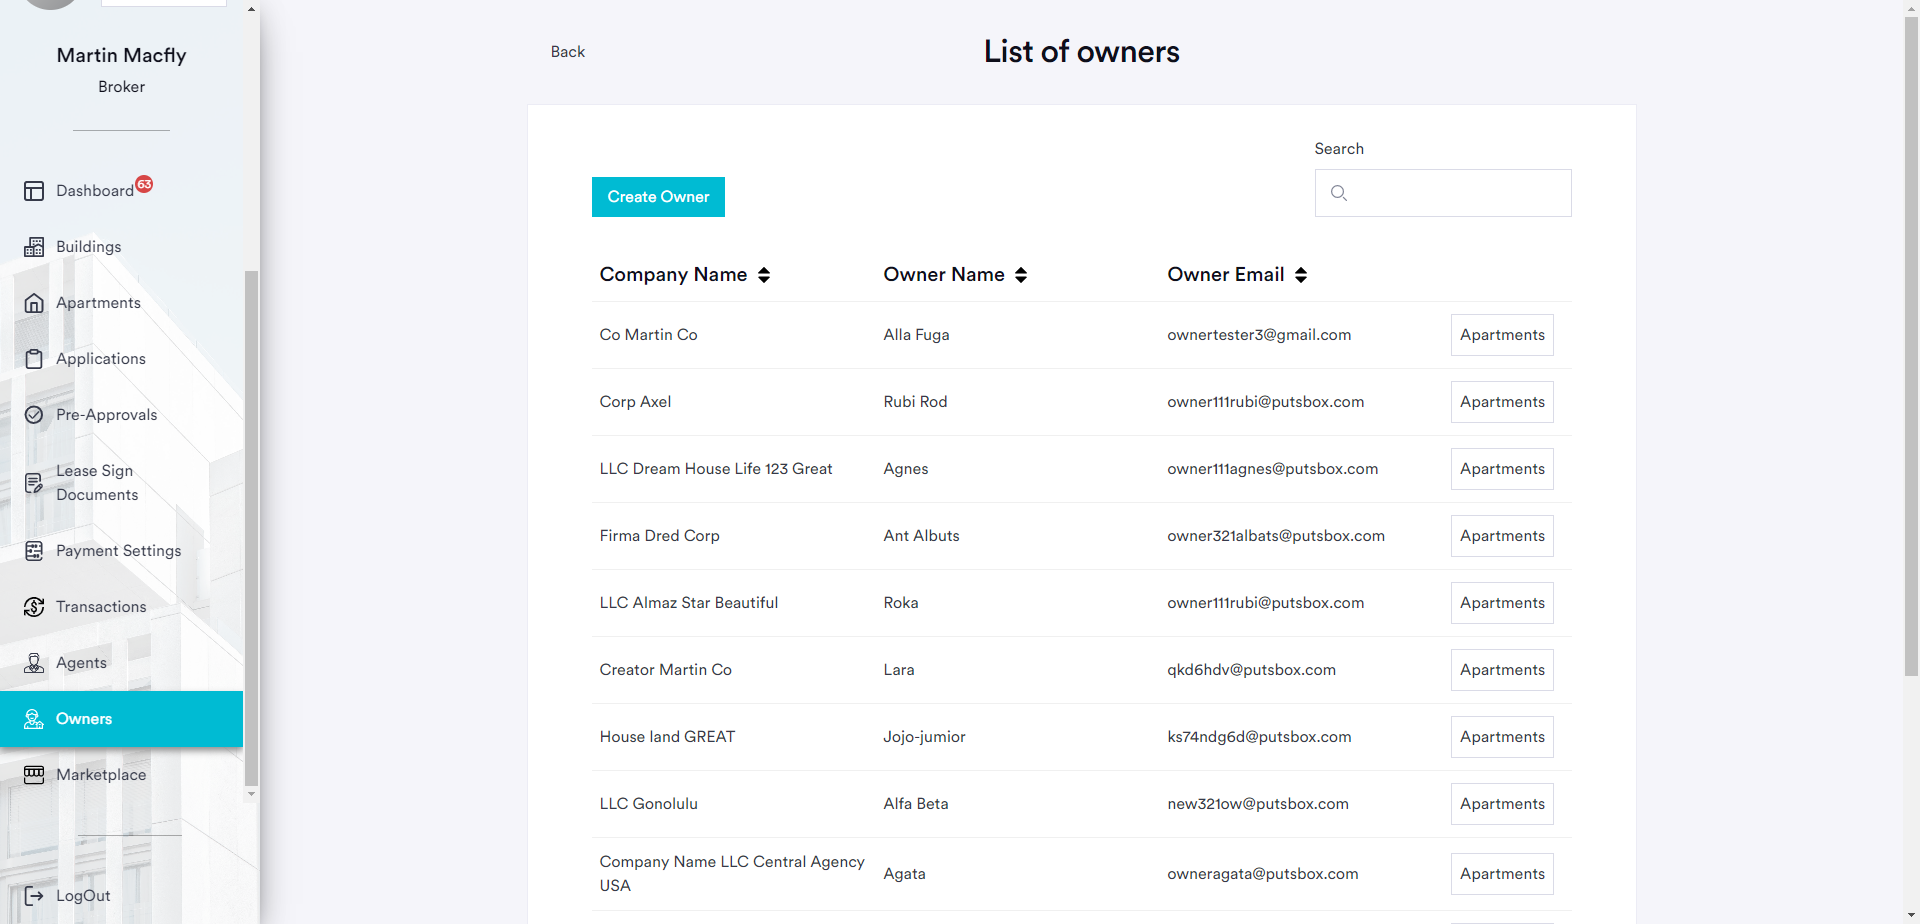 Martin Macfly
Broker
Dashboard 63
Buildings
Apartments
Applications
Pre-Approvals
Lease Sign
Documents
Payment Settings
Transactions
Agents
Owners
Marketplace
LogOut
Back
List of owners
Search
Create Owner
Company Name Owner Name Owner Email
Co Martin Co Alla Fuga ownertester3@gmail.com Apartments
Corp Axel Rubi Rod owner111rubi@putsbox.com Apartments
LLC Dream House Life 123 Great Agnes owner111agnes@putsbox.com Apartments
Firma Dred Corp Ant Albuts owner321albats@putsbox.com Apartments
LLC Almaz Star Beautiful Roka owner111rubi@putsbox.com Apartments
Creator Martin Co Lara qkd6hdv@putsbox.com Apartments
House land GREAT Jojo-jumior ks74ndg6d@putsbox.com Apartments
LLC Gonolulu Alfa Beta new321ow@putsbox.com Apartments
Company Name LLC Central Agency
USA Agata owneragata@putsbox.com Apartments